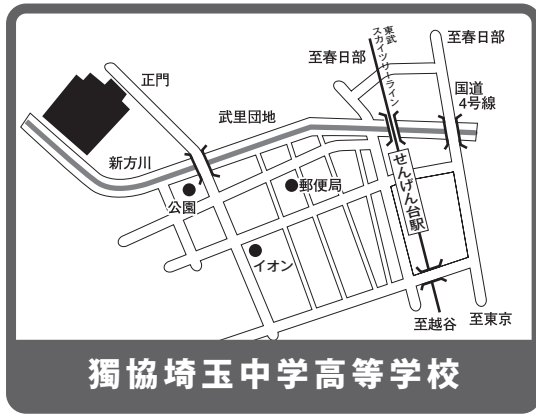 東武スカイツリーライン
至春日部
至春日部
正門
国道
4号線
武里団地
新方川
せんげん台駅
公園
郵便局
イオン
至越谷
至東京
獨協埼玉中学高等学校